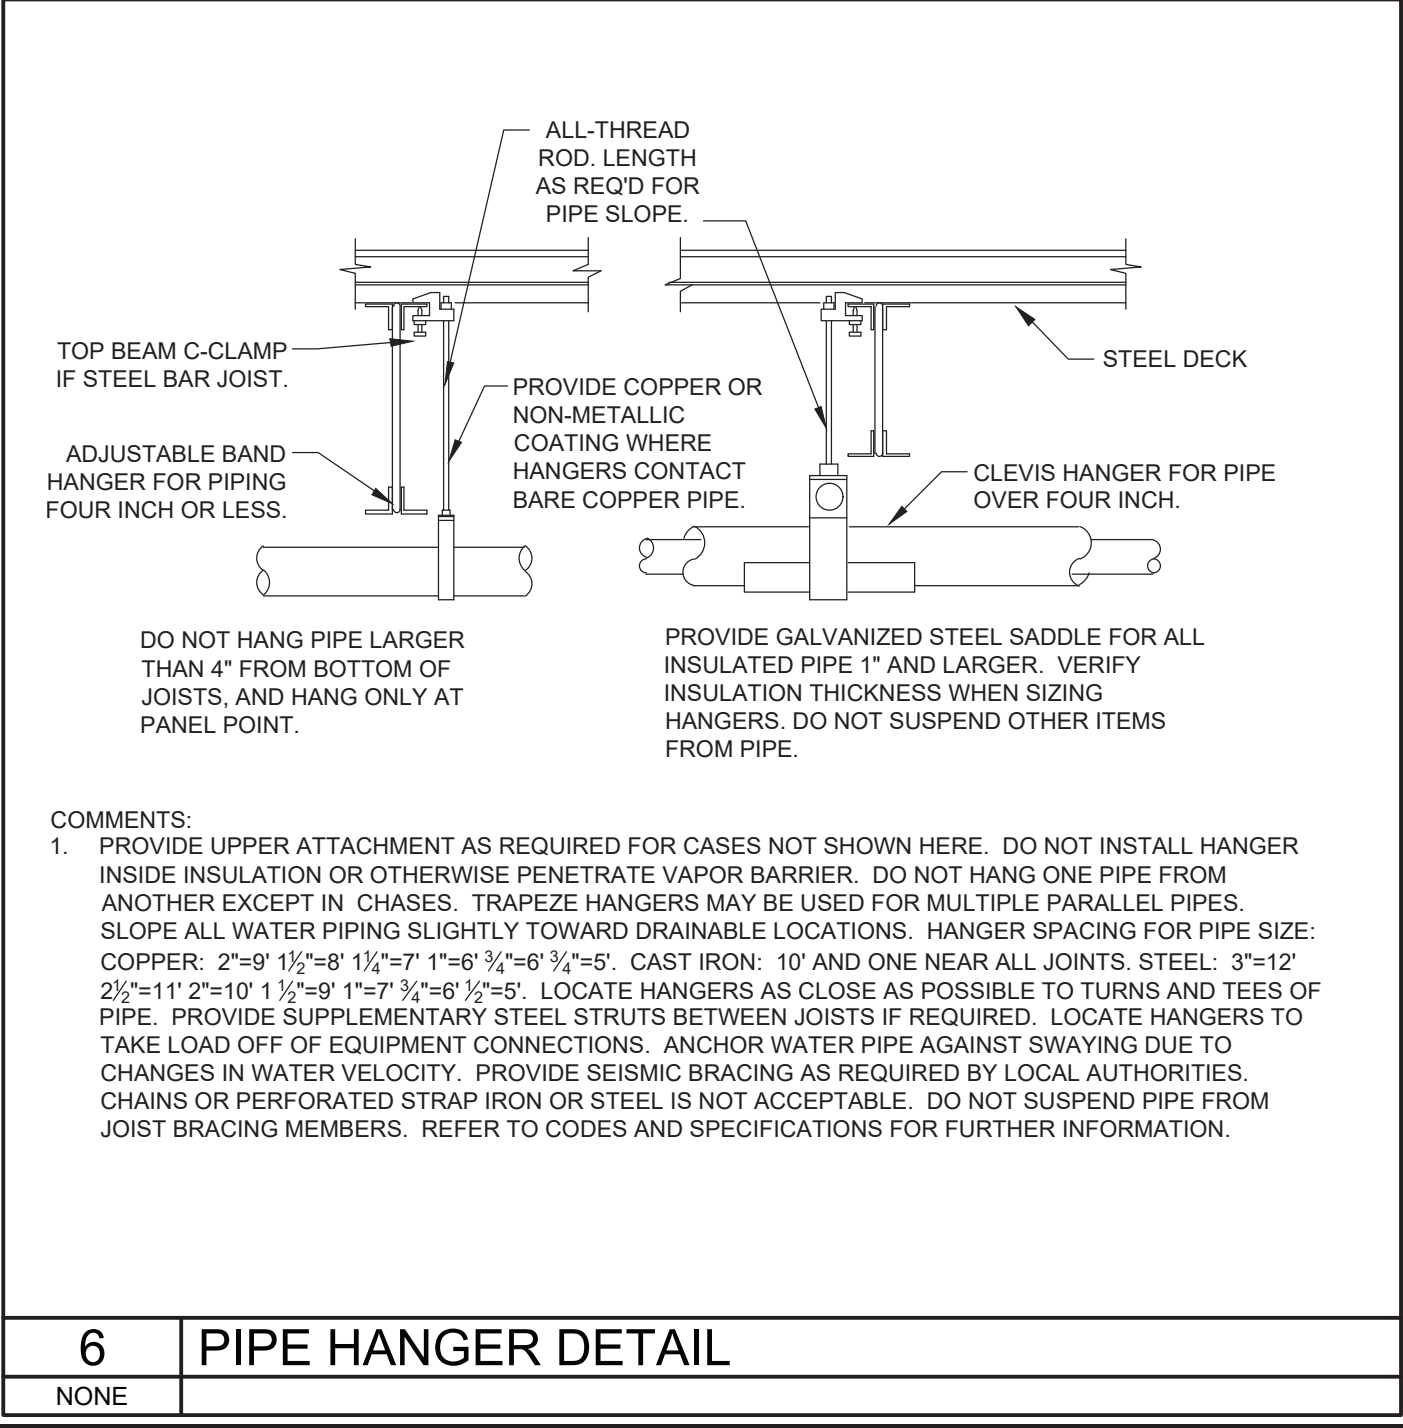 ALL-THREAD
ROD. LENGTH
AS REQ'D FOR
PIPE SLOPE.
TOP BEAM C-CLAMP
IF STEEL BAR JOIST.
STEEL DECK
PROVIDE COPPER OR
NON-METALLIC
COATING WHERE
HANGERS CONTACT
BARE COPPER PIPE.
ADJUSTABLE BAND
HANGER FOR PIPING
FOUR INCH OR LESS.
CLEVIS HANGER FOR PIPE
OVER FOUR INCH.
DO NOT HANG PIPE LARGER
THAN 4" FROM BOTTOM OF
JOISTS, AND HANG ONLY AT
PANEL POINT.
PROVIDE GALVANIZED STEEL SADDLE FOR ALL
INSULATED PIPE 1" AND LARGER. VERIFY
INSULATION THICKNESS WHEN SIZING
HANGERS. DO NOT SUSPEND OTHER ITEMS
FROM PIPE.
COMMENTS:
1. PROVIDE UPPER ATTACHMENT AS REQUIRED FOR CASES NOT SHOWN HERE. DO NOT INSTALL HANGER
INSIDE INSULATION OR OTHERWISE PENETRATE VAPOR BARRIER. DO NOT HANG ONE PIPE FROM
ANOTHER EXCEPT IN CHASES. TRAPEZE HANGERS MAY BE USED FOR MULTIPLE PARALLEL PIPES.
SLOPE ALL WATER PIPING SLIGHTLY TOWARD DRAINABLE LOCATIONS. HANGER SPACING FOR PIPE SIZE:
COPPER: 2"=9' 1½"=8' 1¼"=7' 1"=6' ¾"=6' ¾"=5'. CAST IRON: 10' AND ONE NEAR ALL JOINTS. STEEL: 3"=12'
2½"=11' 2"=10' 1 ½"=9' 1"=7' ¾"=6' ½"=5'. LOCATE HANGERS AS CLOSE AS POSSIBLE TO TURNS AND TEES OF
PIPE. PROVIDE SUPPLEMENTARY STEEL STRUTS BETWEEN JOISTS IF REQUIRED. LOCATE HANGERS TO
TAKE LOAD OFF OF EQUIPMENT CONNECTIONS. ANCHOR WATER PIPE AGAINST SWAYING DUE TO
CHANGES IN WATER VELOCITY. PROVIDE SEISMIC BRACING AS REQUIRED BY LOCAL AUTHORITIES.
CHAINS OR PERFORATED STRAP IRON OR STEEL IS NOT ACCEPTABLE. DO NOT SUSPEND PIPE FROM
JOIST BRACING MEMBERS. REFER TO CODES AND SPECIFICATIONS FOR FURTHER INFORMATION.
6
PIPE HANGER DETAIL
NONE